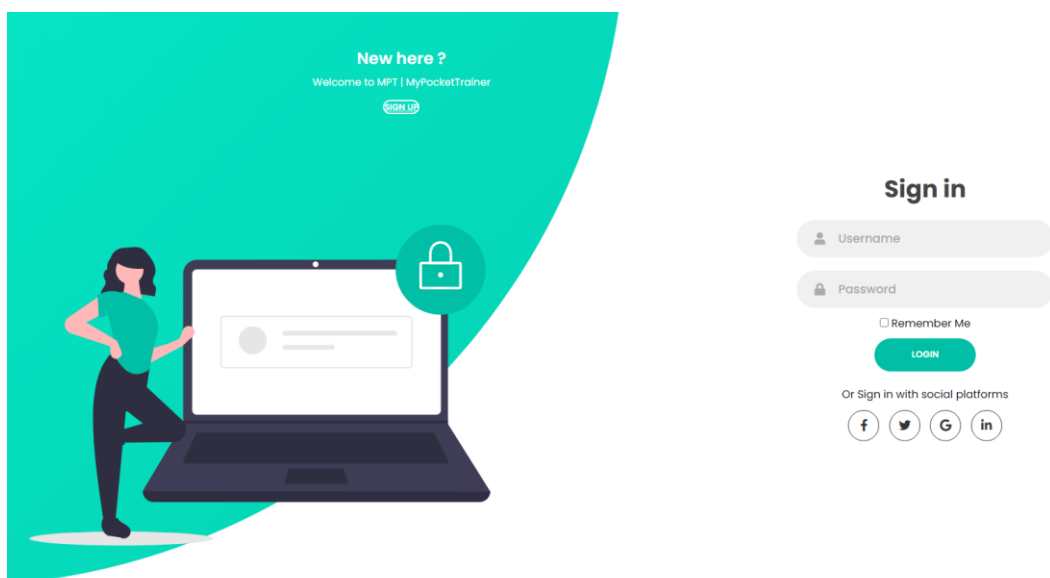 New here ?
Welcome to MPT | MyPocketTrainer
SIGN UP
Sign in
Username
Password
Remember Me
LOGIN
Or Sign in with social platforms
f
G
in